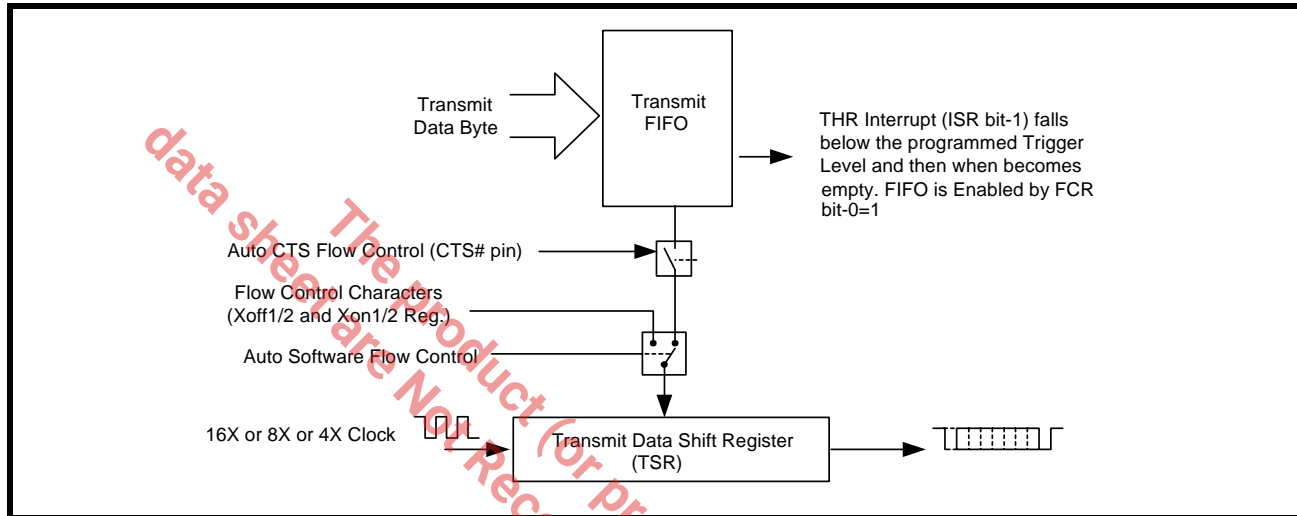 Transmit
Data Byte
Transmit
FIFO
THR Interrupt (ISR bit-1) falls
below the programmed Trigger
Level and then when becomes
empty. FIFO is Enabled by FCR
bit-0=1
Auto CTS Flow Control (CTS# pin)
Flow Control Characters
(Xoff1/2 and Xon1/2 Reg.)
Auto Software Flow Control
16X or 8X or 4X Clock
Transmit Data Shift Register
(TSR)
The product (or pr
data sheet are Not Reco